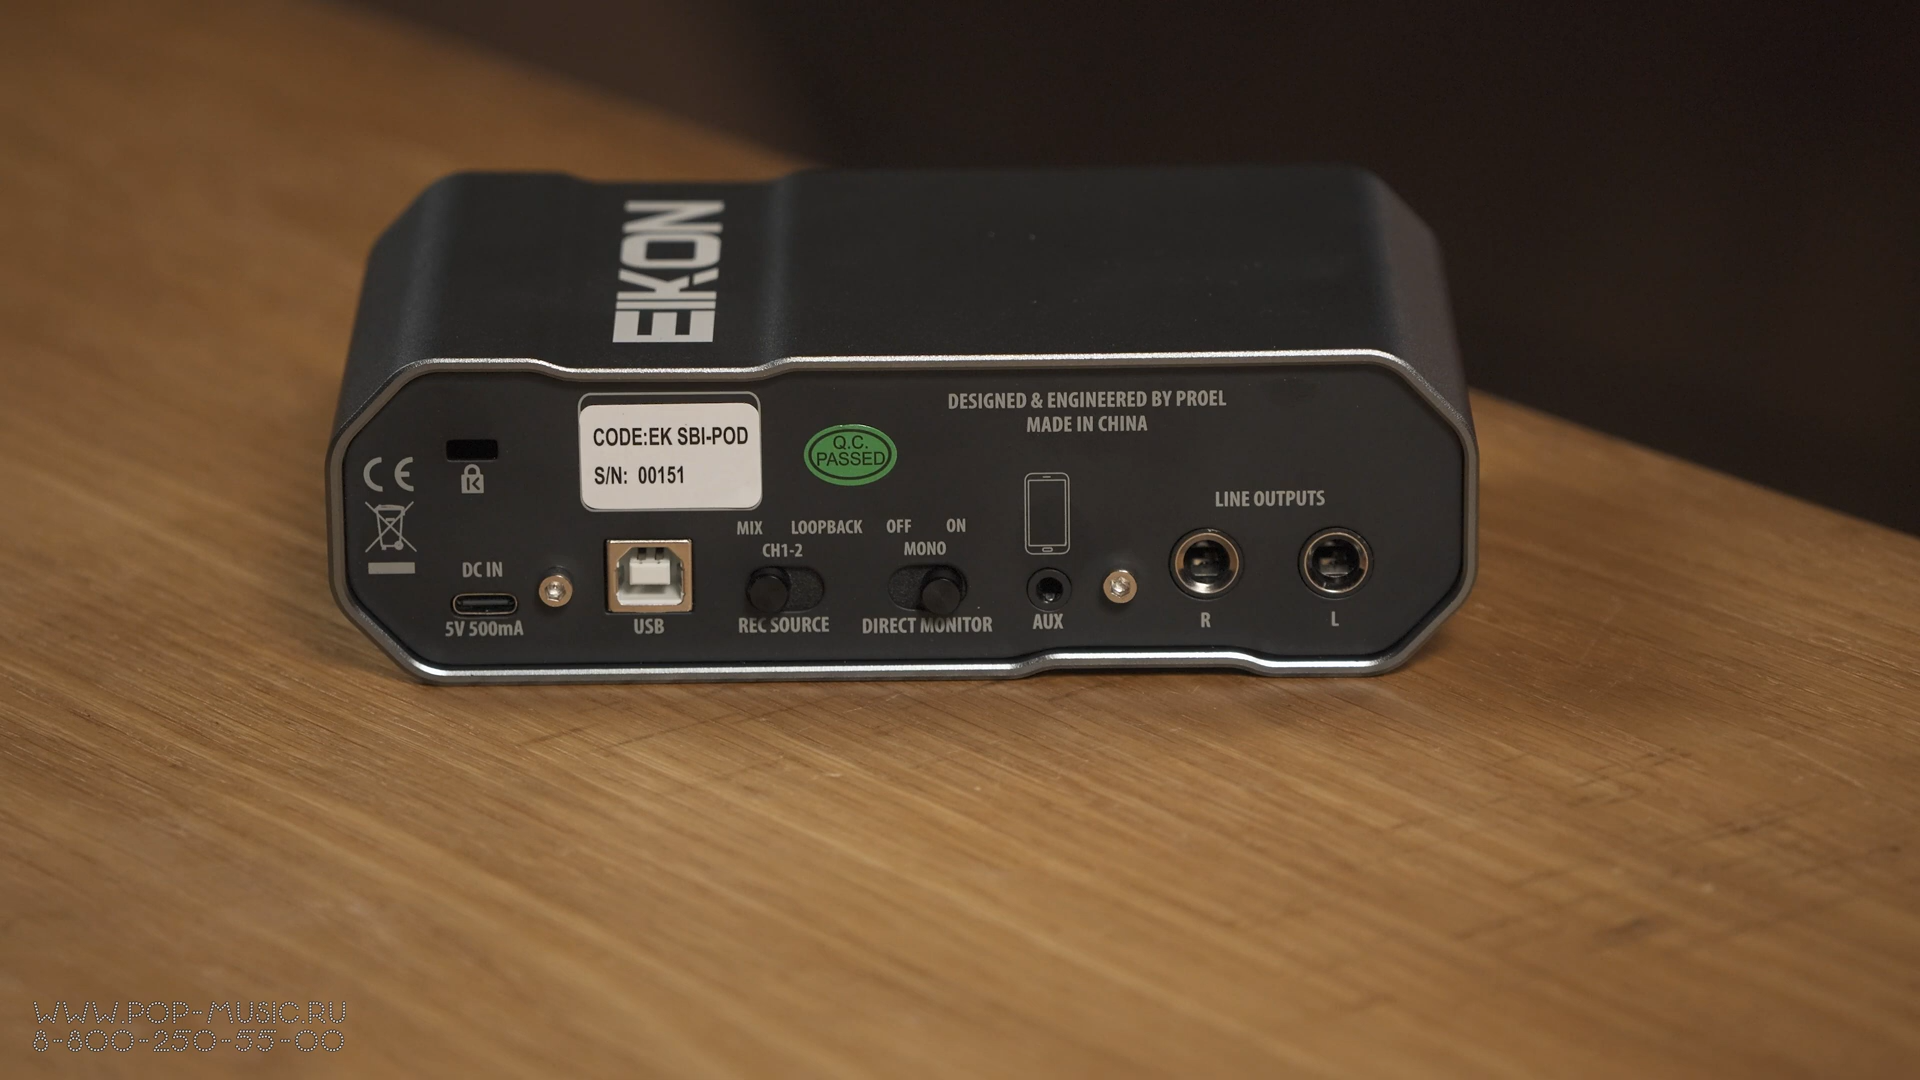 EIKON
DESIGNED & ENGINEERED BY PROEL
MADE IN CHINA
CODE:EK SBI-POD
S/N: 00151
Q.C.
PASSED
CE
K
LINE OUTPUTS
MIX LOOPBACK OFF ON
CH1-2 MONO
DC IN
5V 500mA
USB
REC SOURCE
DIRECT MONITOR
AUX
R
L
WWW.POP-MUSIC.RU
8-800-250-55-00